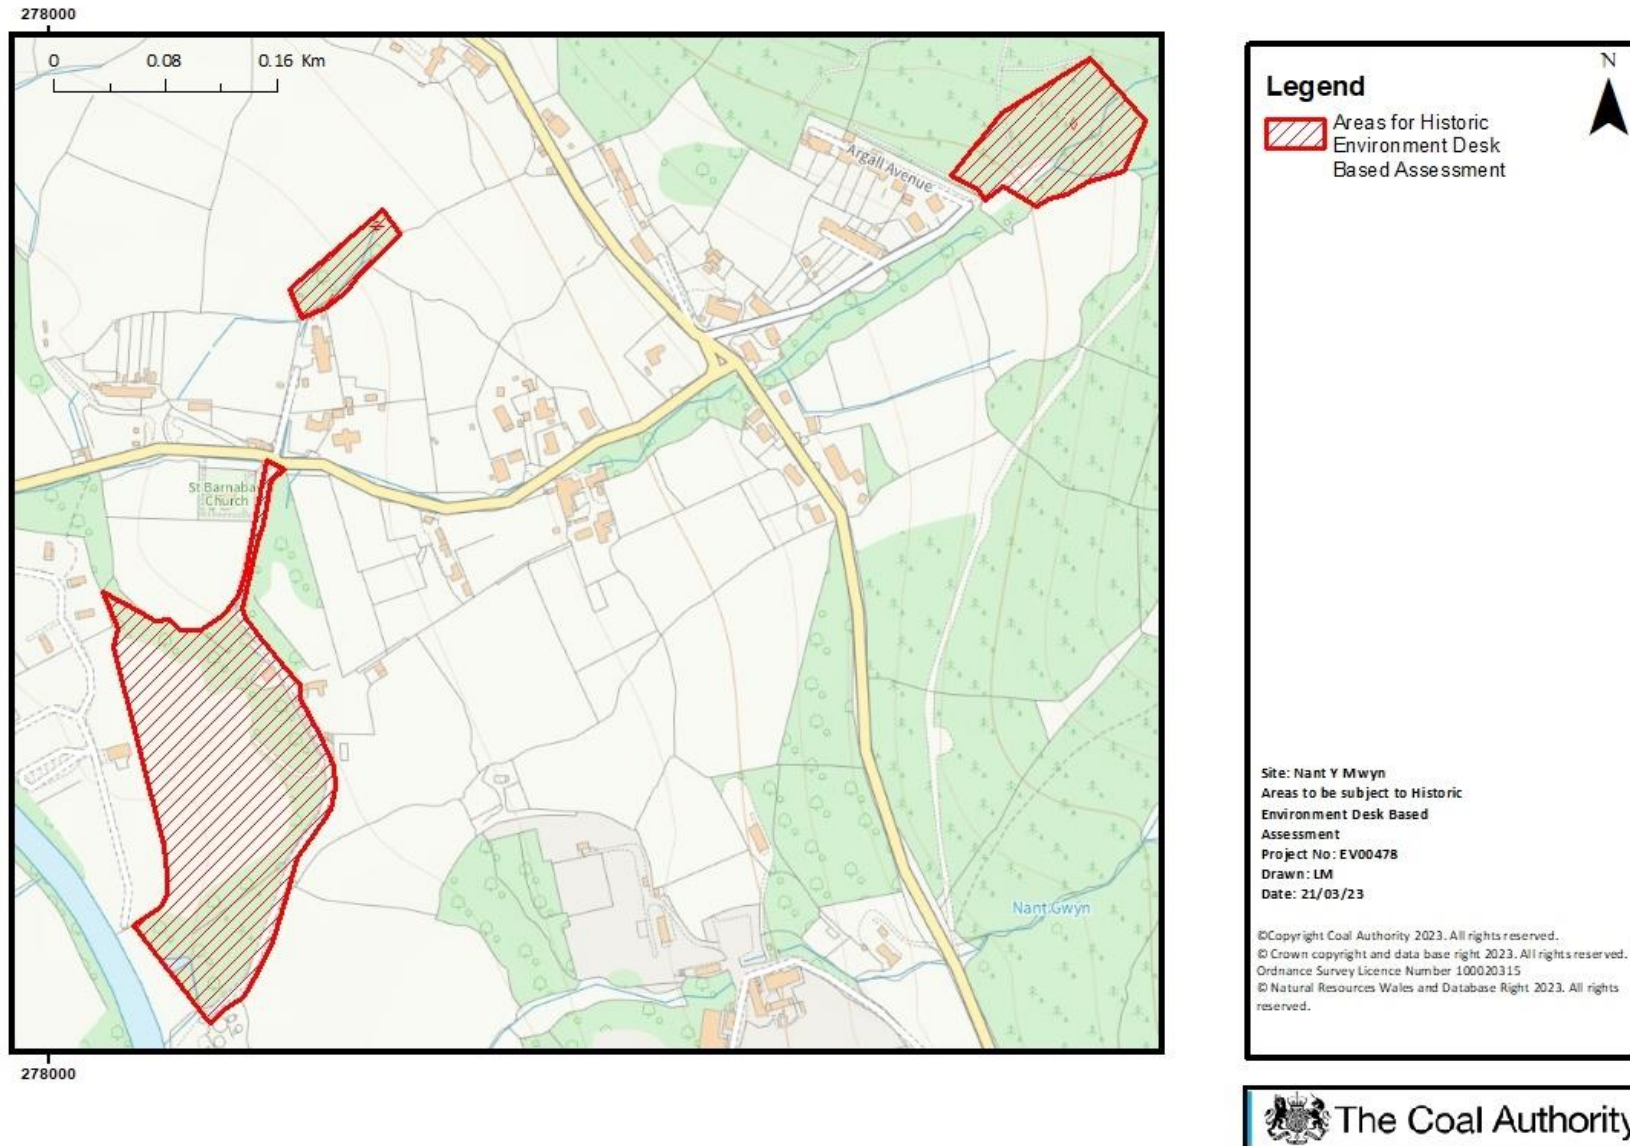 278000
0 0.08 0.16 Km
Argall Avenue
St Barnaba
Church
Nant Gwyn
278000
N
Legend
Areas for Historic
Environment Desk
Based Assessment
Site: Nant Y Mwyn
Areas to be subject to Historic
Environment Desk Based
Assessment
Project No: EV00478
Drawn: LM
Date: 21/03/23
©Copyright Coal Authority 2023. All rights reserved.
© Crown copyright and data base right 2023. All rights reserved.
Ordnance Survey Licence Number 100020315
© Natural Resources Wales and Database Right 2023. All rights
reserved.
The Coal Authority